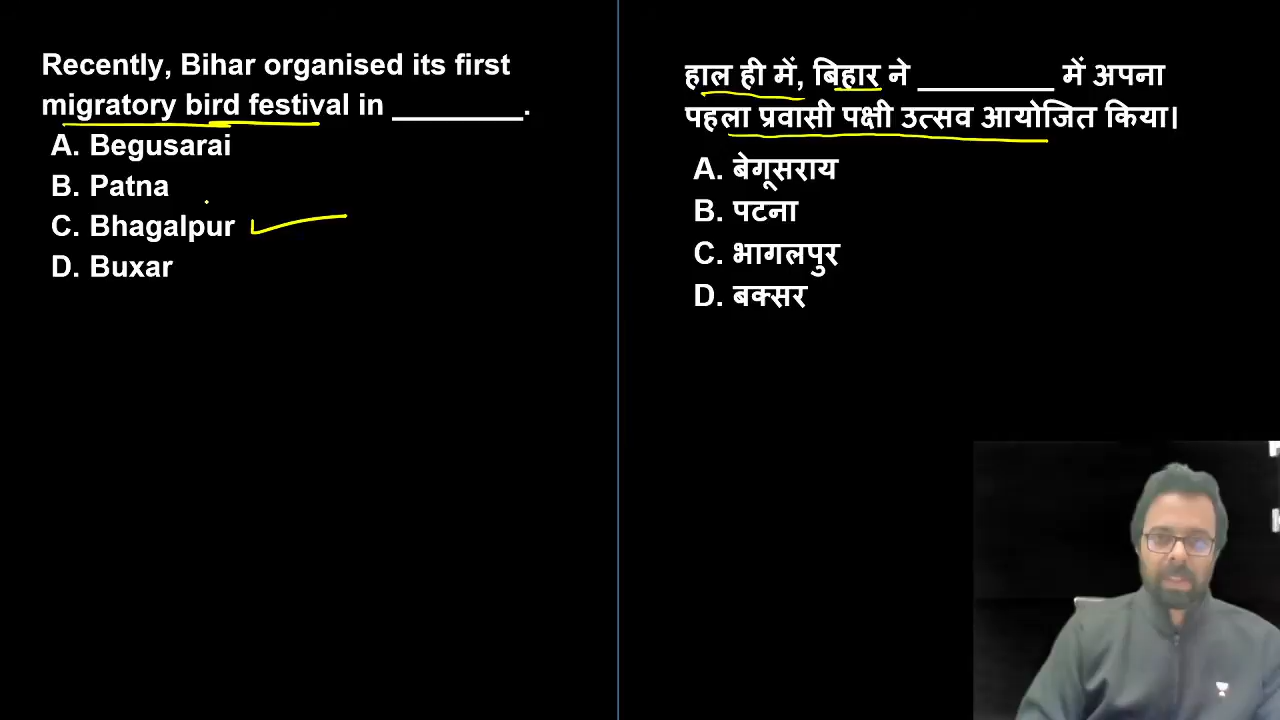 Recently, Bihar organised its first
migratory bird festival in ________.
A. Begusarai
B. Patna
C. Bhagalpur
D. Buxar
हाल ही में, बिहार ने ________ में अपना
पहला प्रवासी पक्षी उत्सव आयोजित किया।
A. बेगूसराय
B. पटना
C. भागलपुर
D. बक्सर